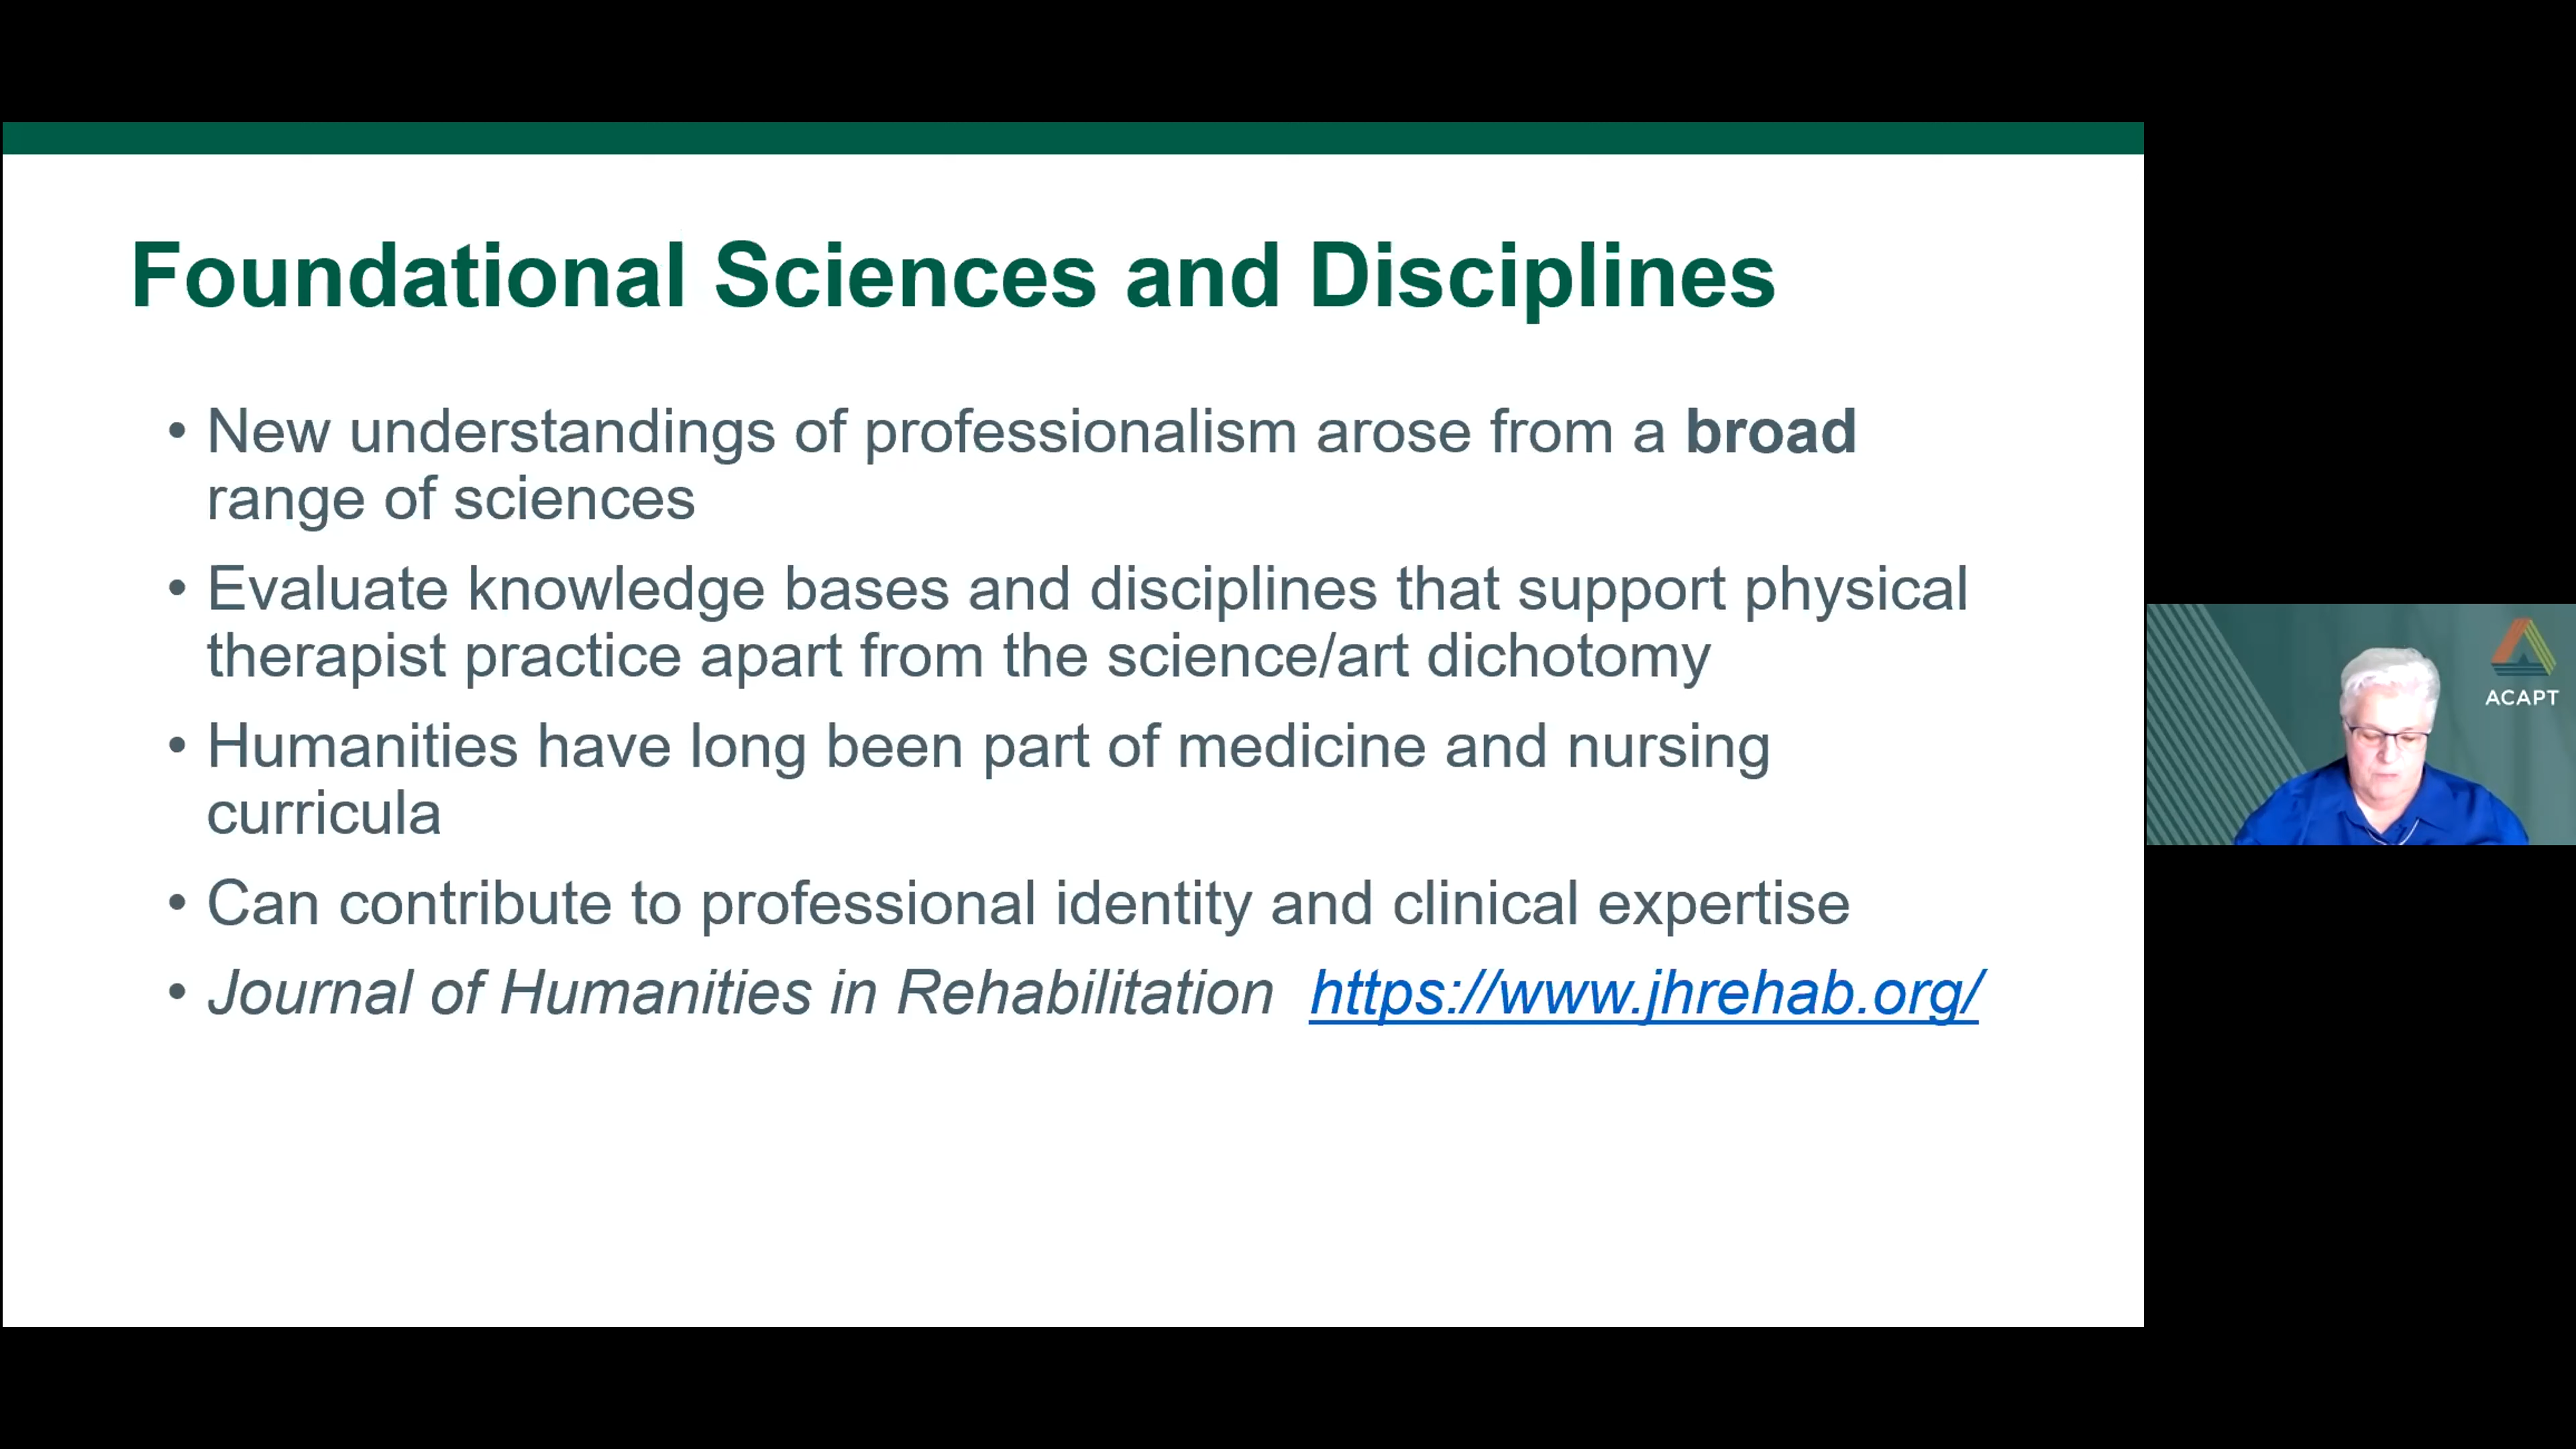 Foundational Sciences and Disciplines
• New understandings of professionalism arose from a broad
range of sciences
• Evaluate knowledge bases and disciplines that support physical
therapist practice apart from the science/art dichotomy
• Humanities have long been part of medicine and nursing
curricula
• Can contribute to professional identity and clinical expertise
• Journal of Humanities in Rehabilitation https://www.jhrehab.org/
ACAPT